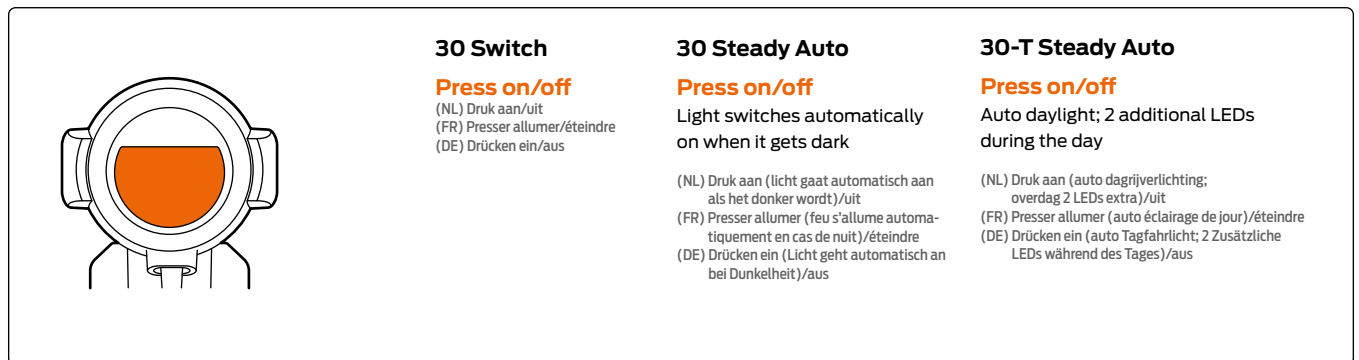 30 Switch
Press on/off
(NL) Druk aan/uit
(FR) Presser allumer/éteindre
(DE) Drücken ein/aus
30 Steady Auto
Press on/off
Light switches automatically
on when it gets dark
(NL) Druk aan (licht gaat automatisch aan
als het donker wordt)/uit
(FR) Presser allumer (feu s'allume automa-
tiquement en cas de nuit)/éteindre
(DE) Drücken ein (Licht geht automatisch an
bei Dunkelheit)/aus
30-T Steady Auto
Press on/off
Auto daylight; 2 additional LEDs
during the day
(NL) Druk aan (auto dagrijverlichting;
overdag 2 LEDs extra)/uit
(FR) Presser allumer (auto éclairage de jour)/éteindre
(DE) Drücken ein (auto Tagfahrlicht; 2 Zusätzliche
LEDs während des Tages)/aus